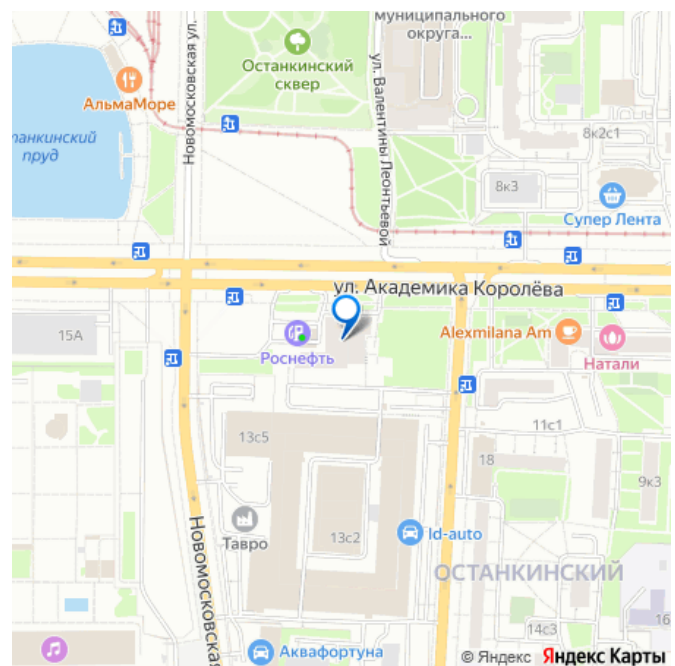 муниципального
округа...
Останкинский
сквер
Новомосковская ул.
АльмаМоре
ул. Валентины Леонтьевой
станкинский
пруд
8к2с1
8к3
Супер Лента
ул. Академика Королёва
15А
Роснефть
Alexmilana Am
Натали
13с5
11с1
18
9к3
Тавро
13с2
Id-auto
Новомосковская
ОСТАНКИНСКИЙ
14с3
16
Аквафортуна
© Яндекс Яндекс Карты